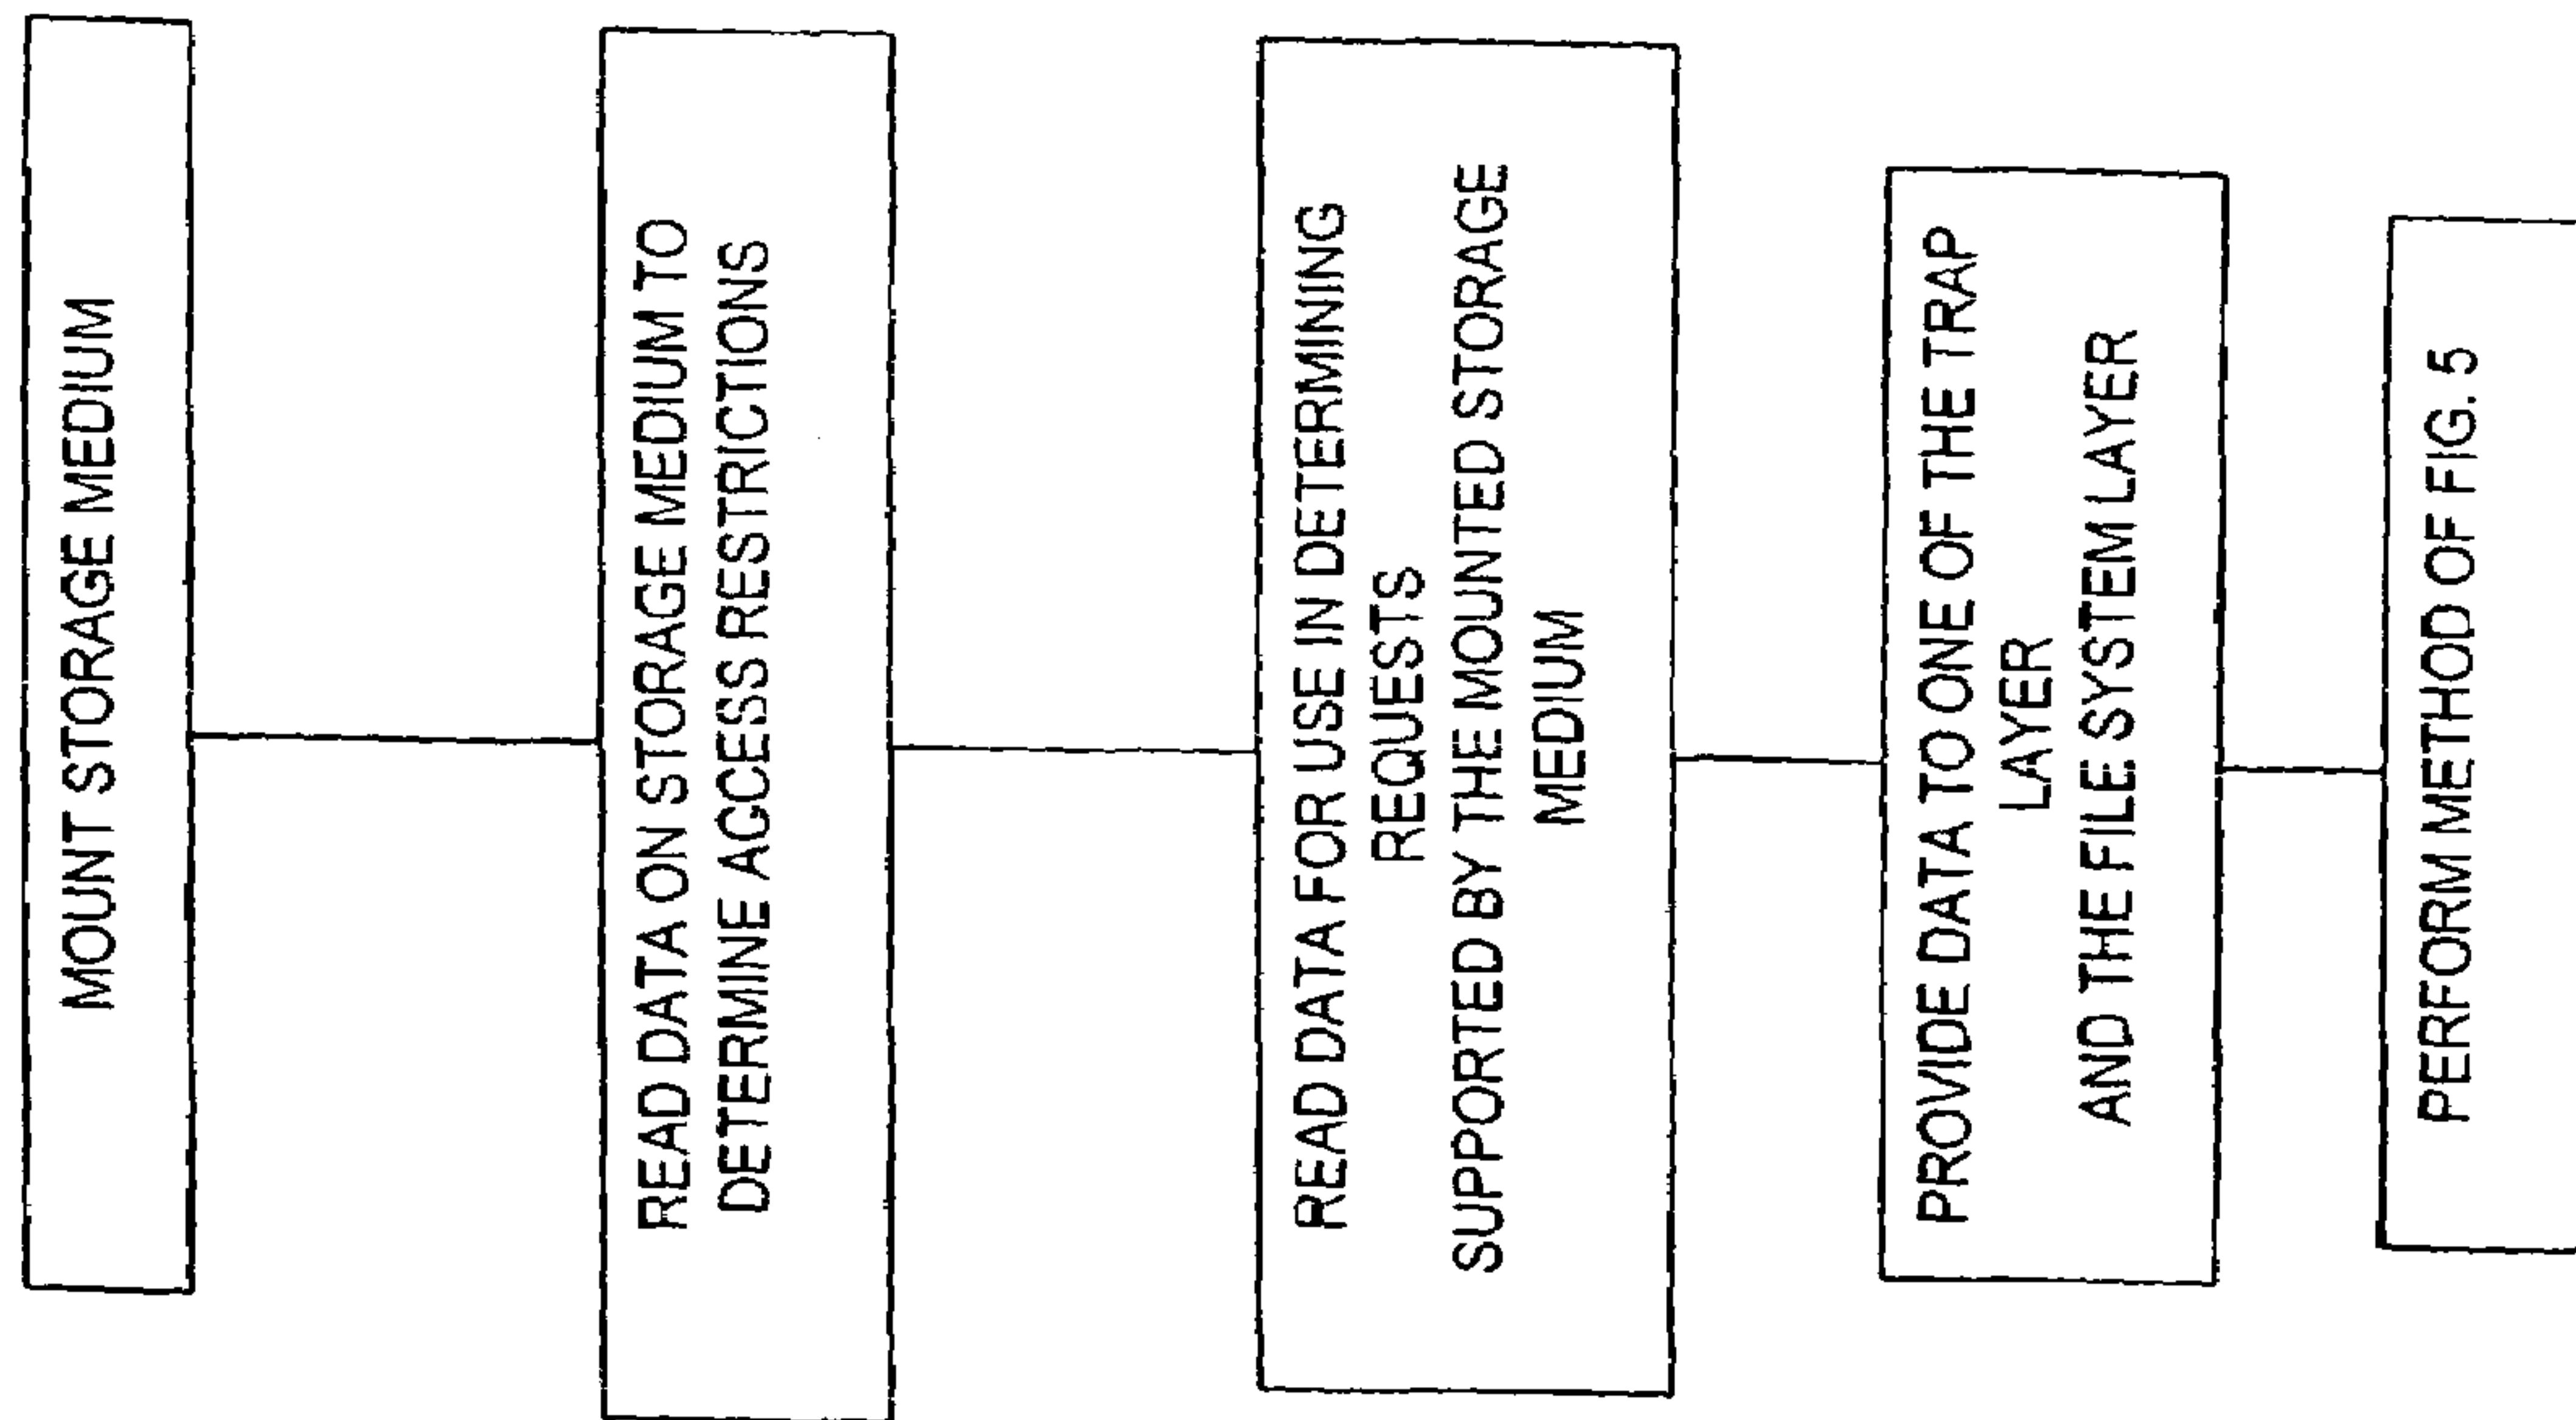 MOUNT STORAGE MEDIUM
READ DATA ON STORAGE MEDIUM TO
DETERMINE ACCESS RESTRICTIONS
READ DATA FOR USE IN DETERMINING
REQUESTS
SUPPORTED BY THE MOUNTED STORAGE
MEDIUM
PROVIDE DATA TO ONE OF THE TRAP
LAYER
AND THE FILE SYSTEM LAYER
PERFORM METHOD OF FIG. 5